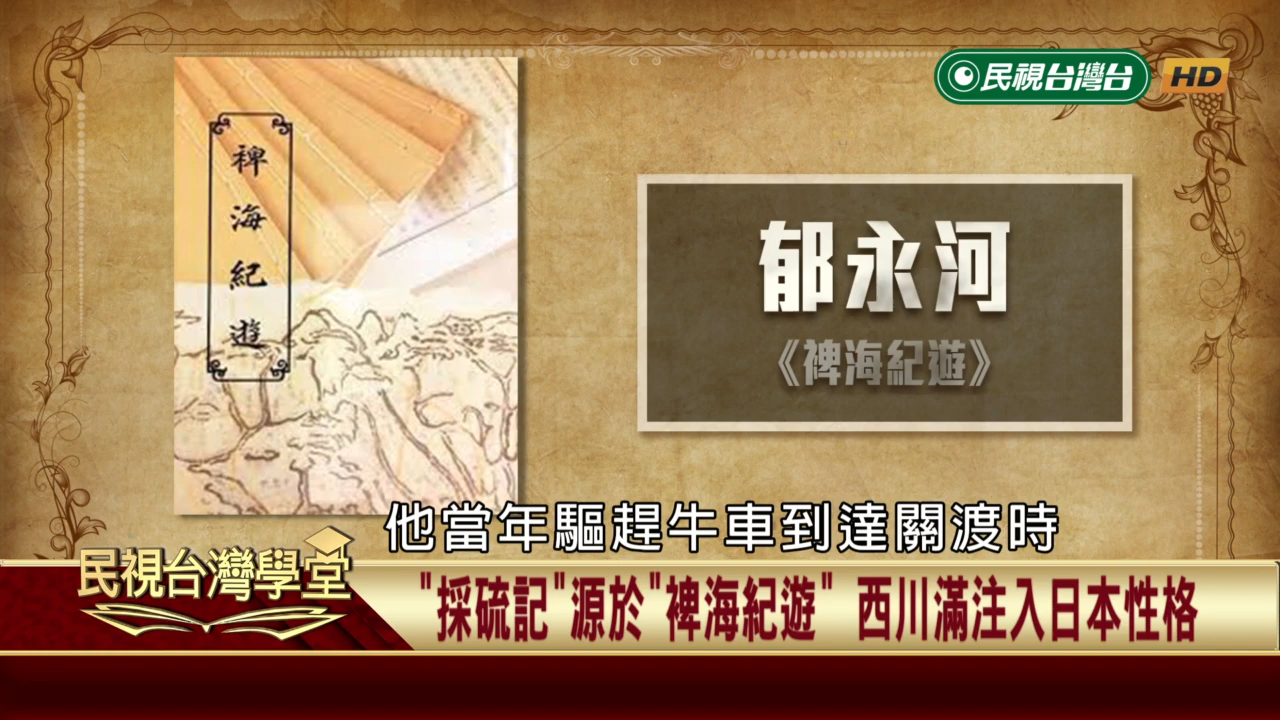 民視台灣台
HD
裨海紀遊
郁永河
《裨海紀遊》
他當年驅趕牛車到達關渡時
民視台灣學堂
"採硫記"源於"裨海紀遊" 西川滿注入日本性格